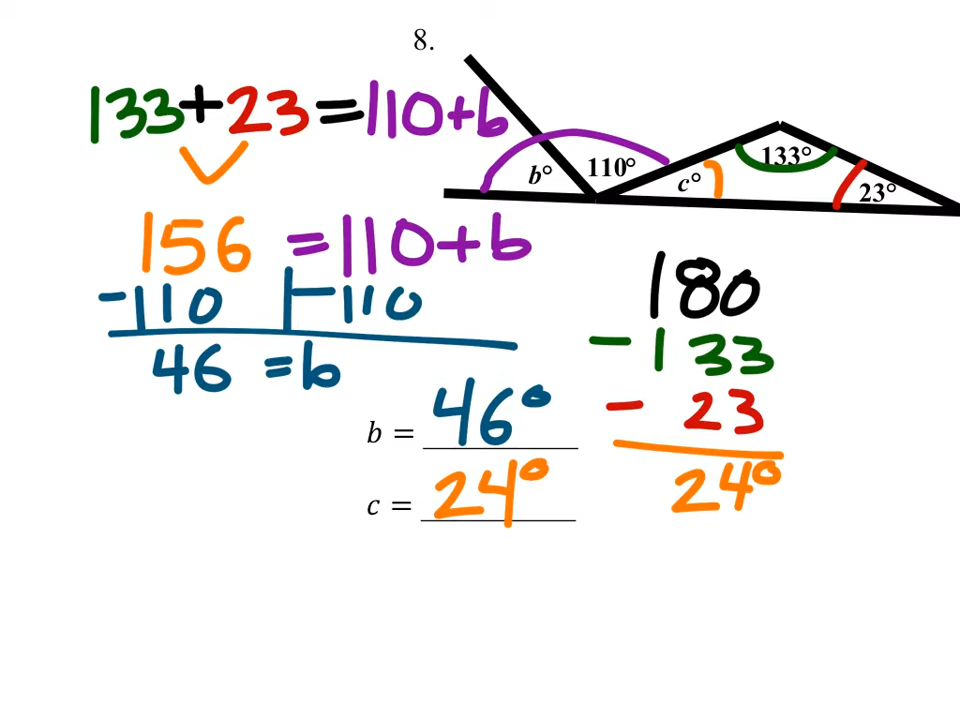 8.
133+23=110+b
b° 110° c° 133° 23°
156 =110+b
-110 -110
46 =b
180
-133
- 23
24°
b = 46°
c = 24°